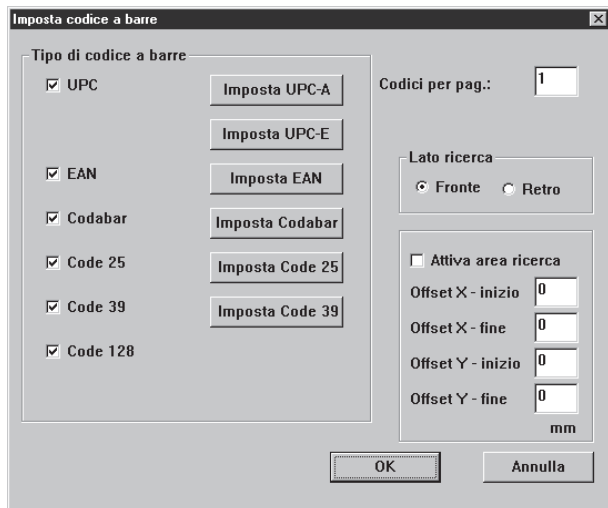 Imposta codice a barre
Tipo di codice a barre
UPC
Imposta UPC-A
Imposta UPC-E
EAN
Imposta EAN
Codabar
Imposta Codabar
Code 25
Imposta Code 25
Code 39
Imposta Code 39
Code 128
Codici per pag.: 1
Lato ricerca
Fronte Retro
Attiva area ricerca
Offset X - inizio 0
Offset X - fine 0
Offset Y - inizio 0
Offset Y - fine 0
mm
OK Annulla